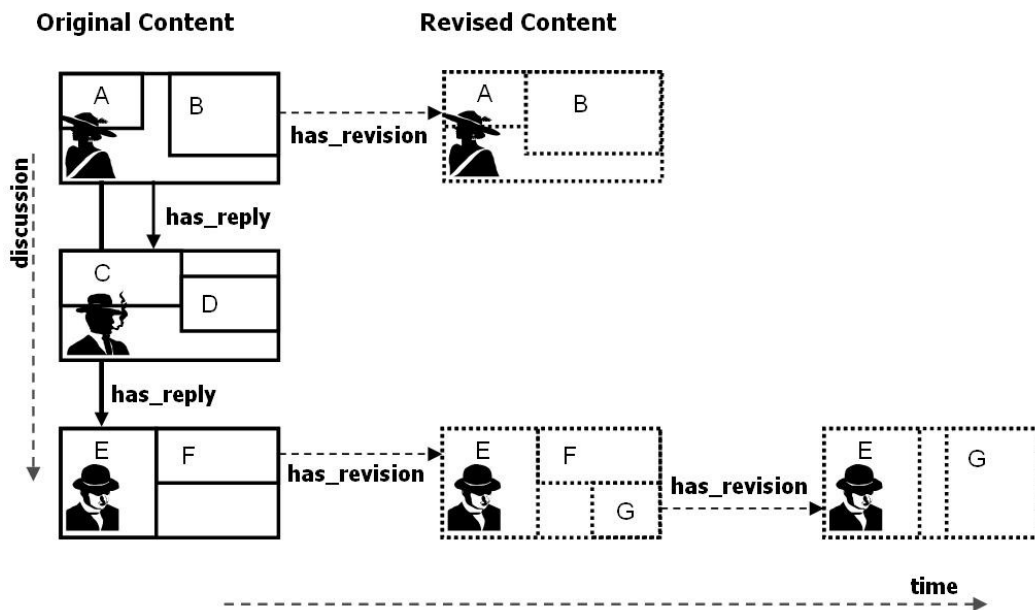 Original Content
Revised Content
A
B
has_revision
A
B
discussion
has_reply
C
D
has_reply
E
F
has_revision
E
F
G
has_revision
E
G
time